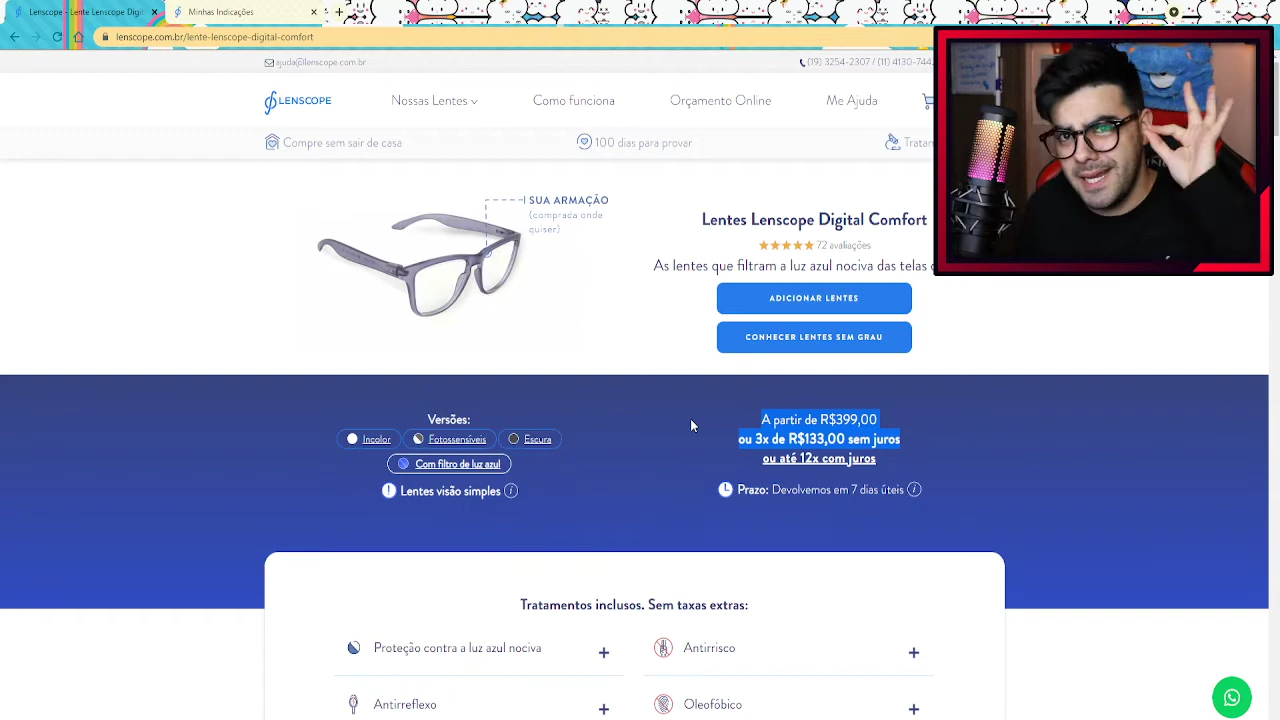 Lenscope - Lenscope Lente Digi
Minhas Indicações
lenscope.com.br/lente-lenscope-digital-comfort
ajuda@lenscope.com.br
(19) 3254-2307 / (11) 4130-744
LENSCOPE
Nossas Lentes
Como funciona
Orçamento Online
Me Ajuda
Compre sem sair de casa
100 dias para provar
SUA ARMAÇÃO
(comprada onde
quiser)
Lentes Lenscope Digital Comfort
72 avaliações
As lentes que filtram a luz azul nociva das telas
ADICIONAR LENTES
CONHECER LENTES SEM GRAU
Versões:
Incolor
Fotossensíveis
Escura
Com filtro de luz azul
Lentes visão simples
A partir de R$399,00
ou 3x de R$133,00 sem juros
ou até 12x com juros
Prazo: Devolvemos em 7 dias úteis
Tratamentos inclusos. Sem taxas extras:
Proteção contra a luz azul nociva
+
Antirrisco
+
Antirreflexo
+
Oleofóbico
+